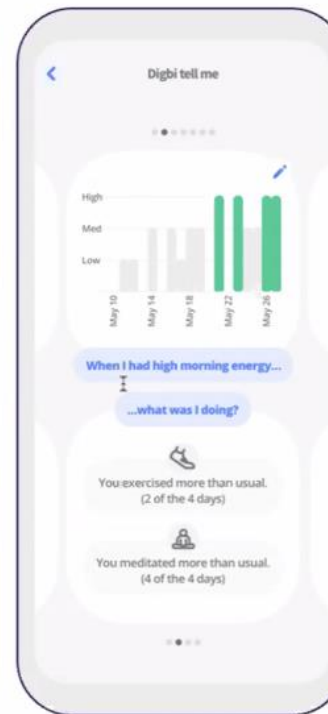 Digbi tell me
High
Med
Low
May 10
May 14
May 18
May 22
May 26
When I had high morning energy...
...what was I doing?
You exercised more than usual.
(2 of the 4 days)
You meditated more than usual.
(4 of the 4 days)